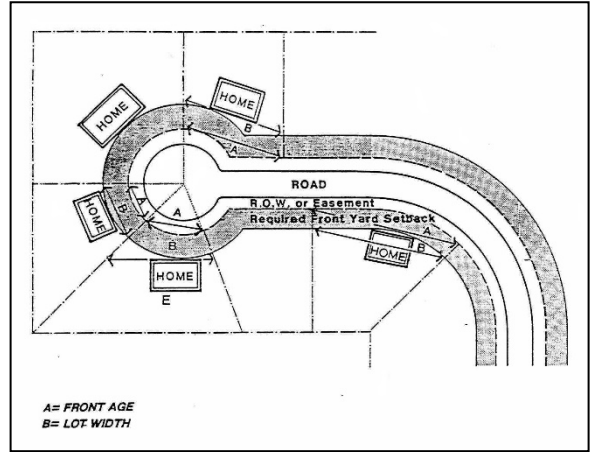 HOME
HOME
B
A
ROAD
R.O.W. or Easement
Required Front Yard Setback
HOME
A
B
A
B
A
B
HOME
HOME
E
A= FRONT AGE
B= LOT WIDTH